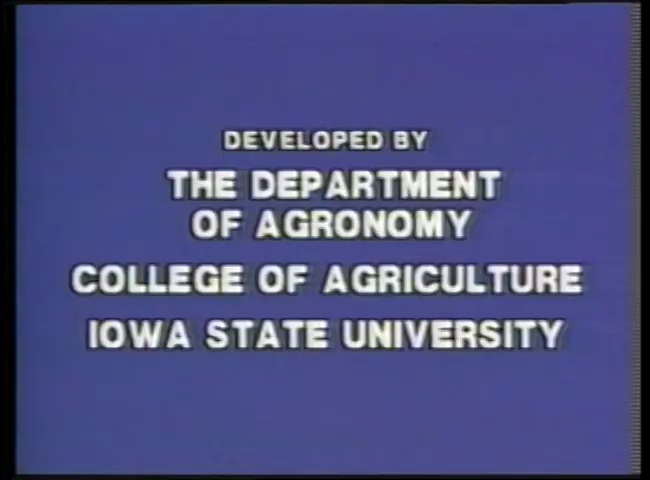 DEVELOPED BY
THE DEPARTMENT
OF AGRONOMY
COLLEGE OF AGRICULTURE
IOWA STATE UNIVERSITY